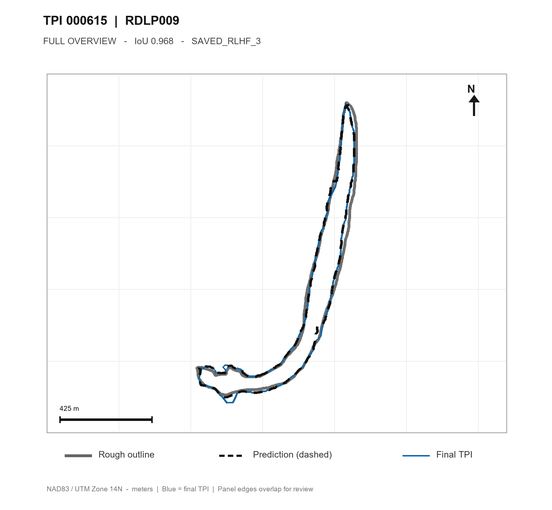 TPI 000615 | RDLP009
FULL OVERVIEW - IoU 0.968 - SAVED_RLHF_3
N
425 m
Rough outline Prediction (dashed) Final TPI
NAD83 / UTM Zone 14N - meters | Blue = final TPI | Panel edges overlap for review